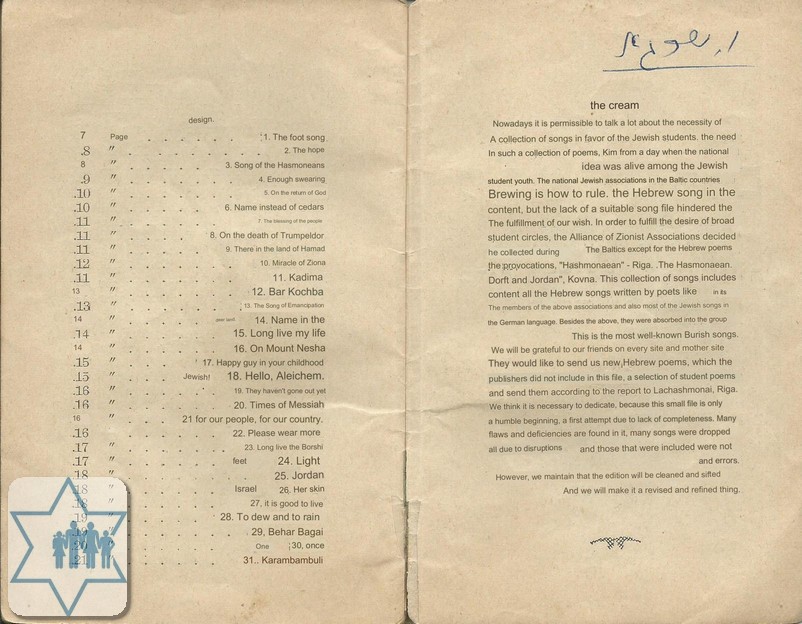 design.
7 Page . . . . . . 1. The foot song
.8 " . . . . . . . 2. The hope
8 " . . . . 3. Song of the Hasmoneans
.9 " . . . . . 4. Enough swearing
.10 " . . . . . 5. On the return of God
.10 " . . . . 6. Name instead of cedars
.11 " . . . . . 7. The blessing of the people
.11 " . . . . 8. On the death of Trumpeldor
.11 " . . . . 9. There in the land of Hamad
.12 " . . . . . . 10. Miracle of Ziona
.11 " . . . . . . 11. Kadima
13 " . . . . . . 12. Bar Kochba
.13 " . . . . . 13. The Song of Emancipation
14 " . . . . . 14. Name in the
.14 " . . . . . 15. Long live my life
14 " . . . . . 16. On Mount Nesha
.15 " . . . . 17. Happy guy in your childhood
.15 " . . . Jewish! 18. Hello, Aleichem.
.16 " . . . . . 19. They haven't gone out yet
.16 " . . . . . 20. Times of Messiah
16 " . . . 21 for our people, for our country.
.16 " . . . . . 22. Please wear more
.17 " . . . . . 23. Long live the Borshi
.17 " . . . . . feet 24. Light
.18 " . . . . . . 25. Jordan
.18 " . . . . . Israel 26. Her skin
" . . . . . 27, it is good to live
" . . . . 28. To dew and to rain
" . . . . . 29, Behar Bagai
" . . . . . One 30, once
" . . . . . 31.. Karambambuli
the cream
Nowadays it is permissible to talk a lot about the necessity of
A collection of songs in favor of the Jewish students. the need
In such a collection of poems, Kim from a day when the national
idea was alive among the Jewish
student youth. The national Jewish associations in the Baltic countries
Brewing is how to rule. the Hebrew song in the
content, but the lack of a suitable song file hindered the
The fulfillment of our wish. In order to fulfill the desire of broad
student circles, the Alliance of Zionist Associations decided
he collected during The Baltics except for the Hebrew poems
the provocations, "Hashmonaean" - Riga. .The Hasmonaean.
Dorft and Jordan", Kovna. This collection of songs includes
content all the Hebrew songs written by poets like in its
The members of the above associations and also most of the Jewish songs in
the German language. Besides the above, they were absorbed into the group
This is the most well-known Burish songs.
We will be grateful to our friends on every site and mother site
They would like to send us new,Hebrew poems, which the
publishers did not include in this file, a selection of student poems
and send them according to the report to Lachashmonai, Riga.
We think it is necessary to dedicate, because this small file is only
a humble beginning, a first attempt due to lack of completeness. Many
flaws and deficiencies are found in it, many songs were dropped
all due to disruptions and those that were included were not
and errors.
However, we maintain that the edition will be cleaned and sifted
And we will make it a revised and refined thing.